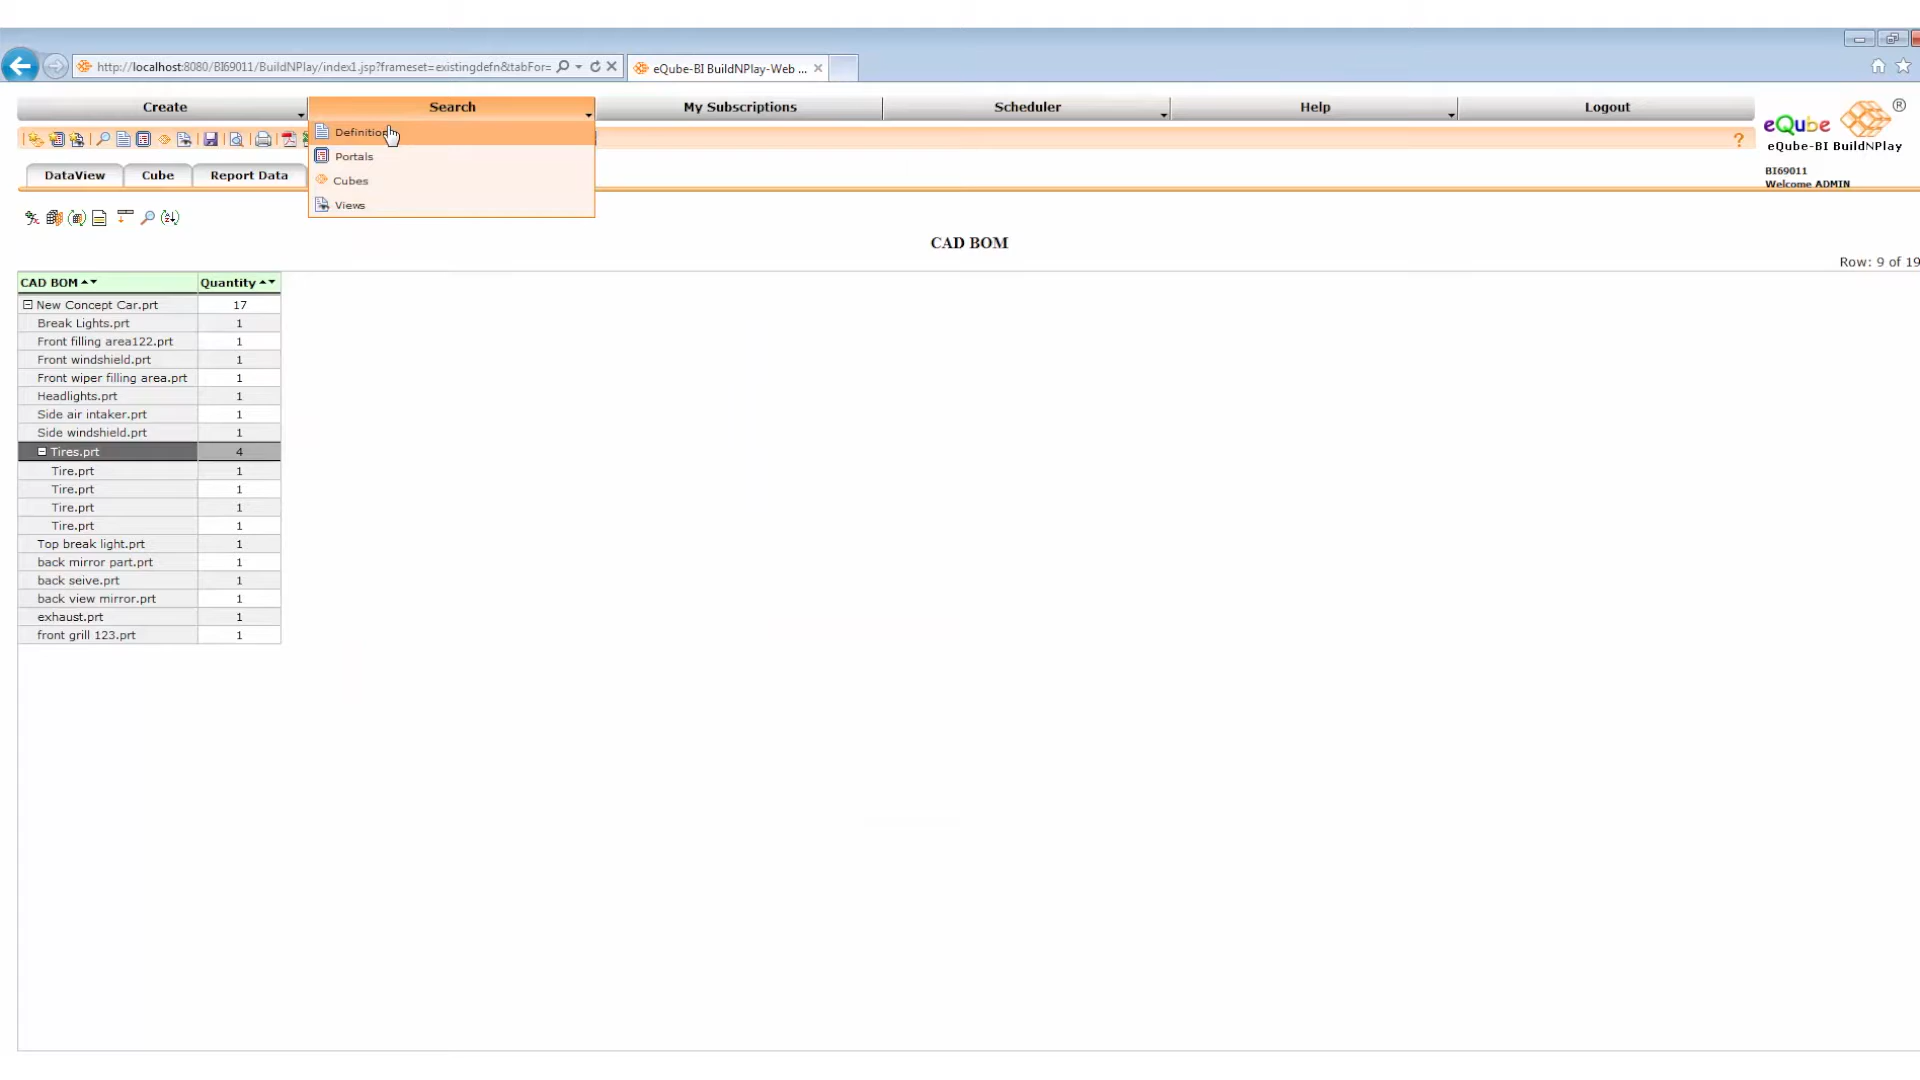 http://localhost:8080/BI69011/BuildNPlay/index1.jsp?frameset=existingdefn&tabFor=
eQube-BI BuildNPlay-Web ...
Create
Search
My Subscriptions
Scheduler
Help
Logout
eQube
®
eQube-BI BuildNPlay
BI69011
Welcome ADMIN
Definition
Portals
Cubes
Views
?
DataView
Cube
Report Data
CAD BOM
Row: 9 of 19
CAD BOM Quantity
New Concept Car.prt 17
Break Lights.prt 1
Front filling area122.prt 1
Front windshield.prt 1
Front wiper filling area.prt 1
Headlights.prt 1
Side air intaker.prt 1
Side windshield.prt 1
Tires.prt 4
Tire.prt 1
Tire.prt 1
Tire.prt 1
Tire.prt 1
Top break light.prt 1
back mirror part.prt 1
back seive.prt 1
back view mirror.prt 1
exhaust.prt 1
front grill 123.prt 1